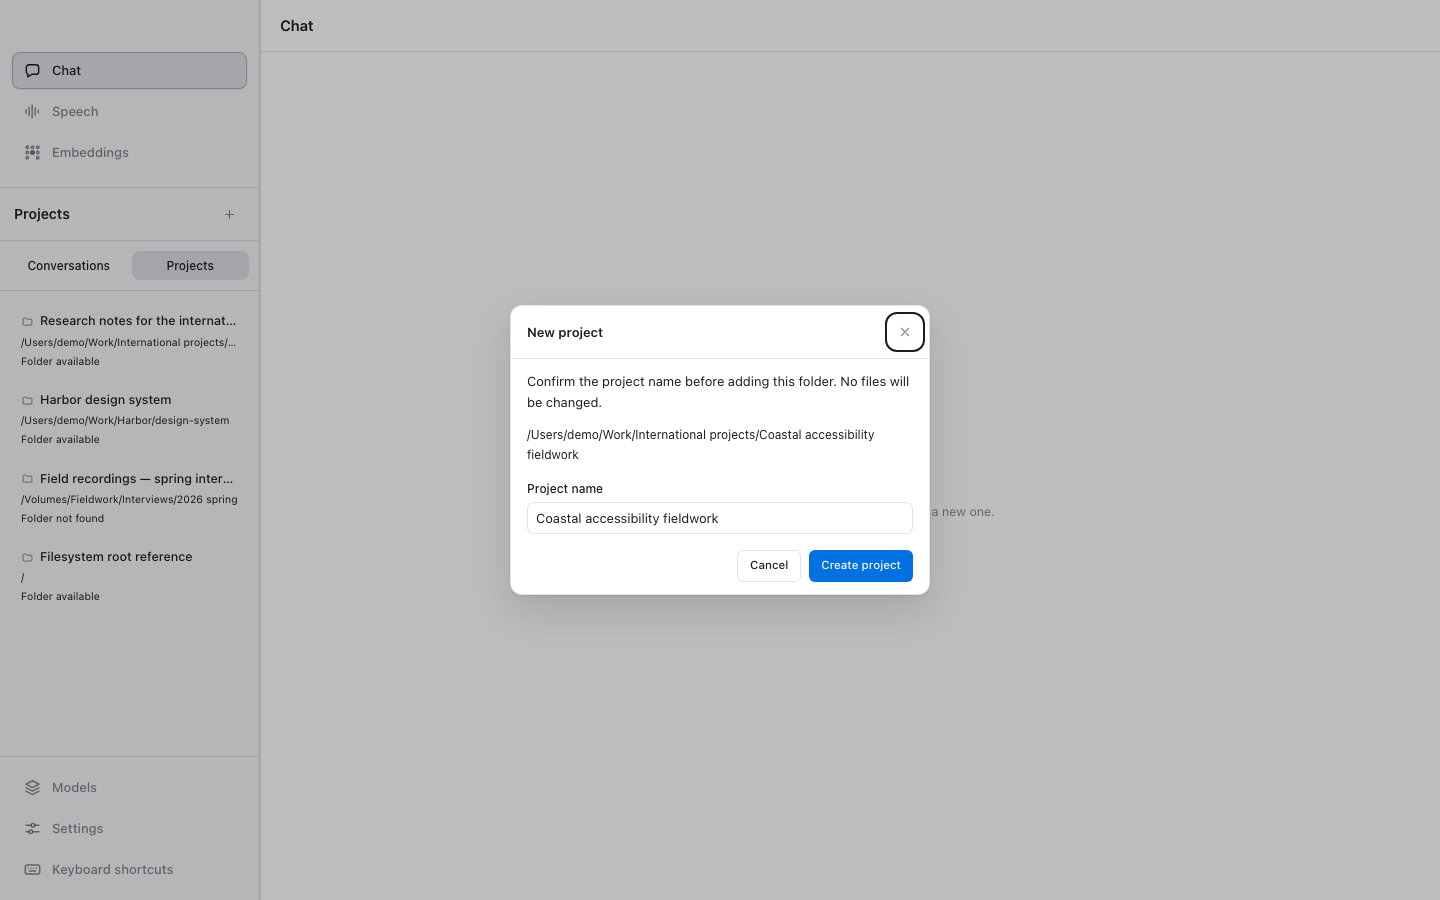 Chat
Chat
Speech
Embeddings
Projects
Conversations
Projects
Research notes for the internat...
/Users/demo/Work/International projects/...
Folder available
Harbor design system
/Users/demo/Work/Harbor/design-system
Folder available
Field recordings — spring inter...
/Volumes/Fieldwork/Interviews/2026 spring
Folder not found
Filesystem root reference
/
Folder available
Models
Settings
Keyboard shortcuts
New project
Confirm the project name before adding this folder. No files will
be changed.
/Users/demo/Work/International projects/Coastal accessibility
fieldwork
Project name
Coastal accessibility fieldwork
Cancel
Create project
a new one.